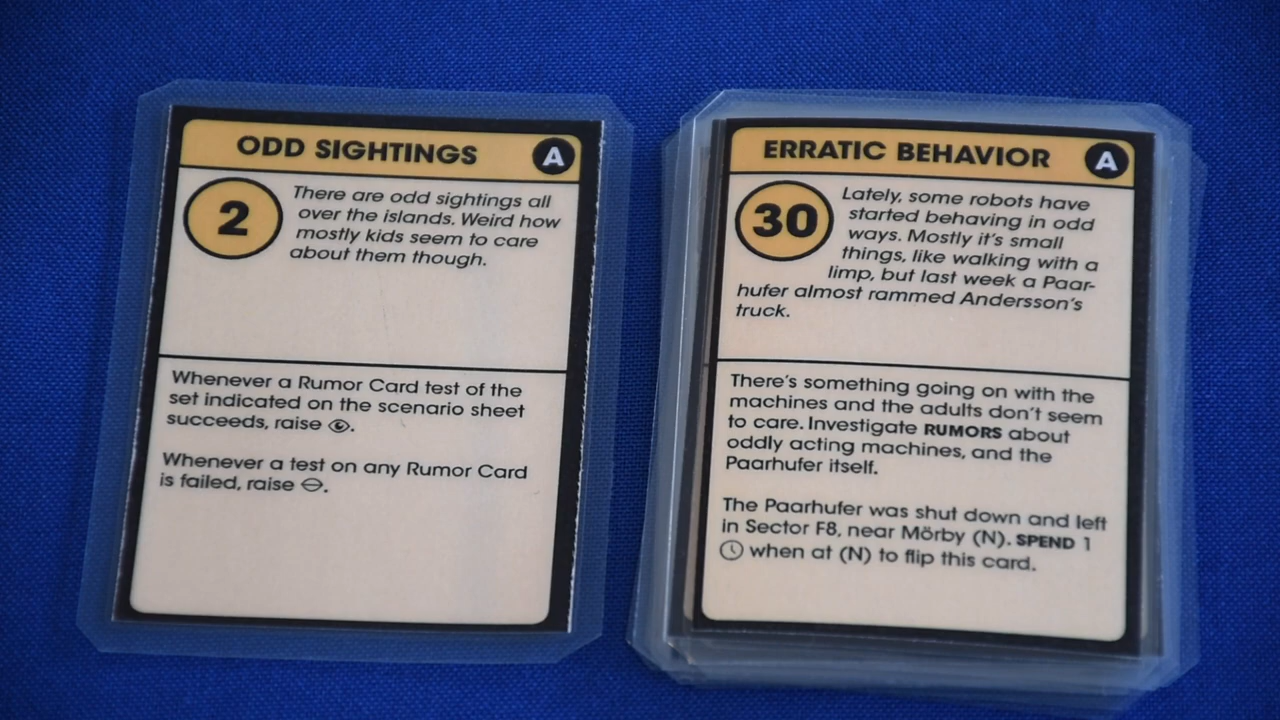 ODD SIGHTINGS A
2
There are odd sightings all
over the islands. Weird how
mostly kids seem to care
about them though.
Whenever a Rumor Card test of the
set indicated on the scenario sheet
succeeds, raise .
Whenever a test on any Rumor Card
is failed, raise .
ERRATIC BEHAVIOR A
30
Lately, some robots have
started behaving in odd
ways. Mostly it's small
things, like walking with a
limp, but last week a Paar-
hufer almost rammed Andersson's
truck.
There's something going on with the
machines and the adults don't seem
to care. Investigate RUMORS about
oddly acting machines, and the
Paarhufer itself.
The Paarhufer was shut down and left
in Sector F8, near Mörby (N). SPEND 1
when at (N) to flip this card.